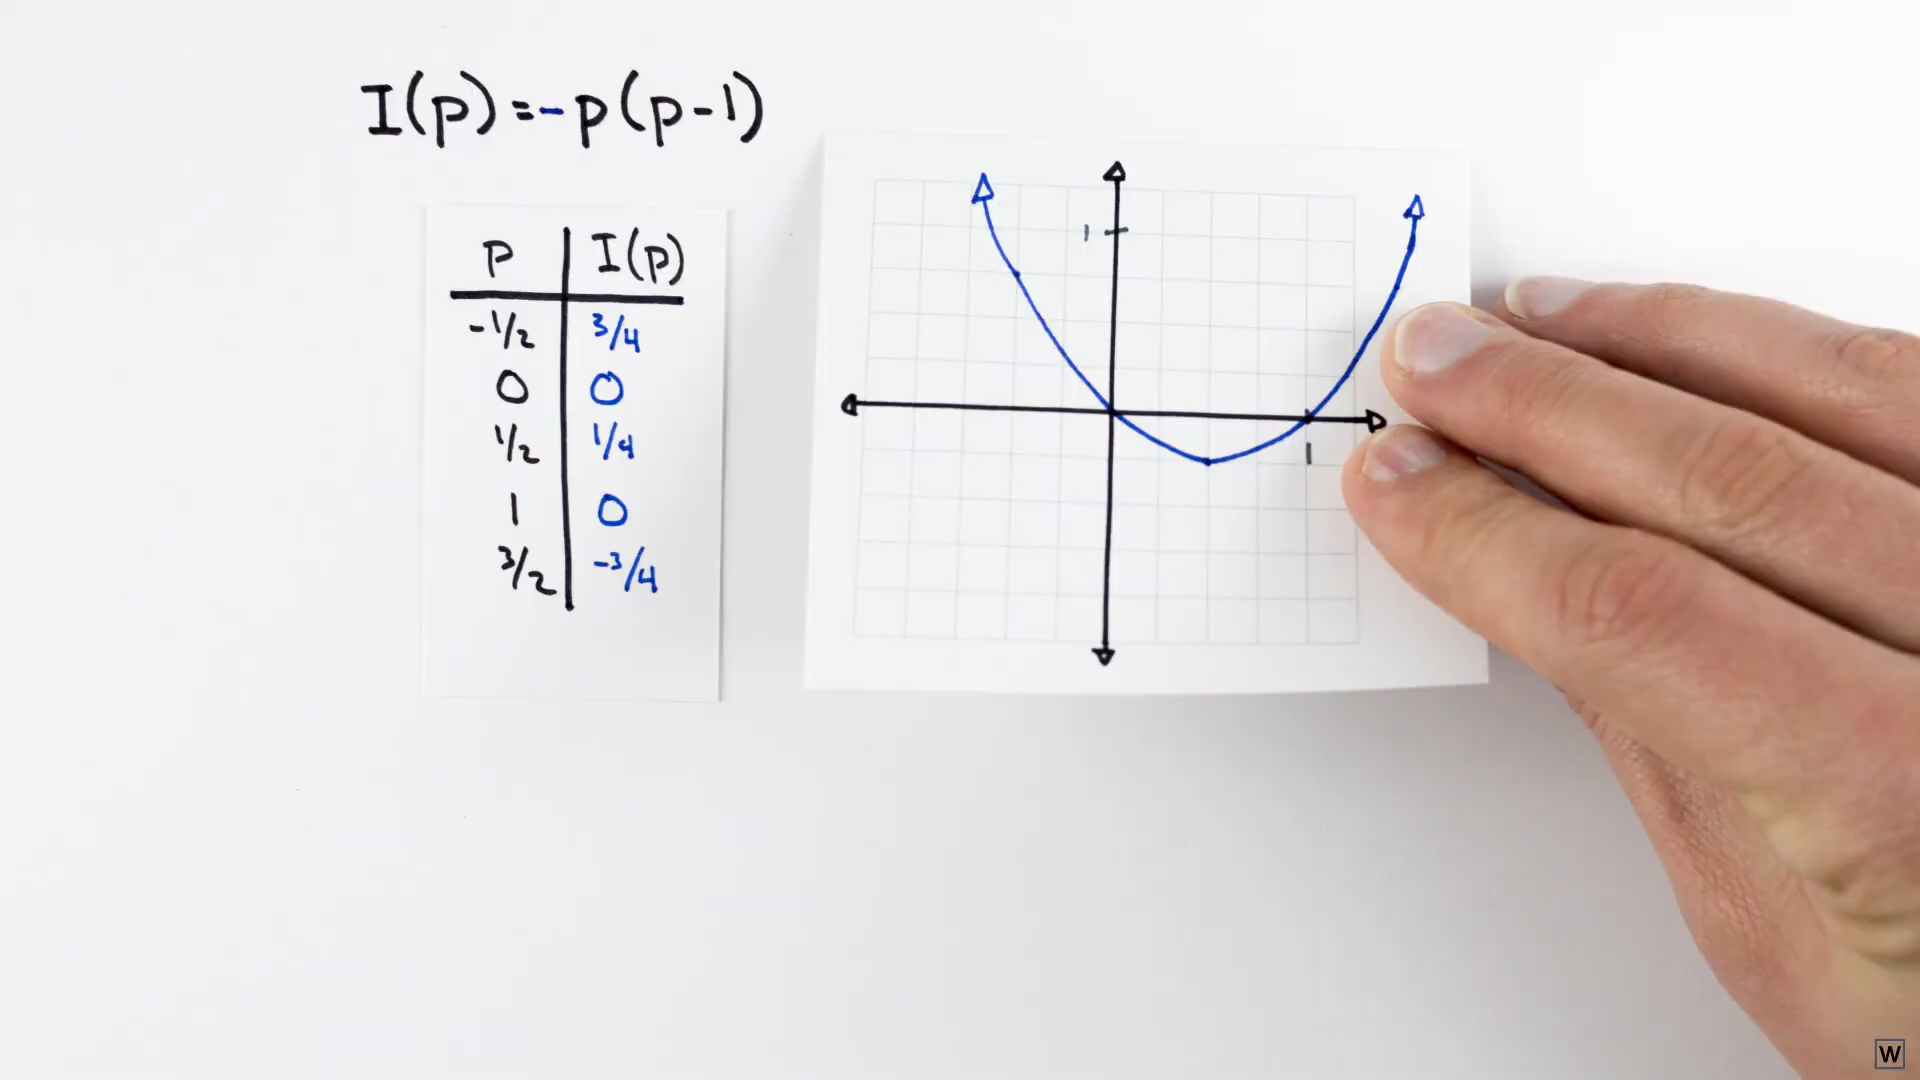 I(p)=-p(p-1)
p I(p)
-1/2 3/4
0 0
1/2 1/4
1 0
3/2 -3/4
1
1
W